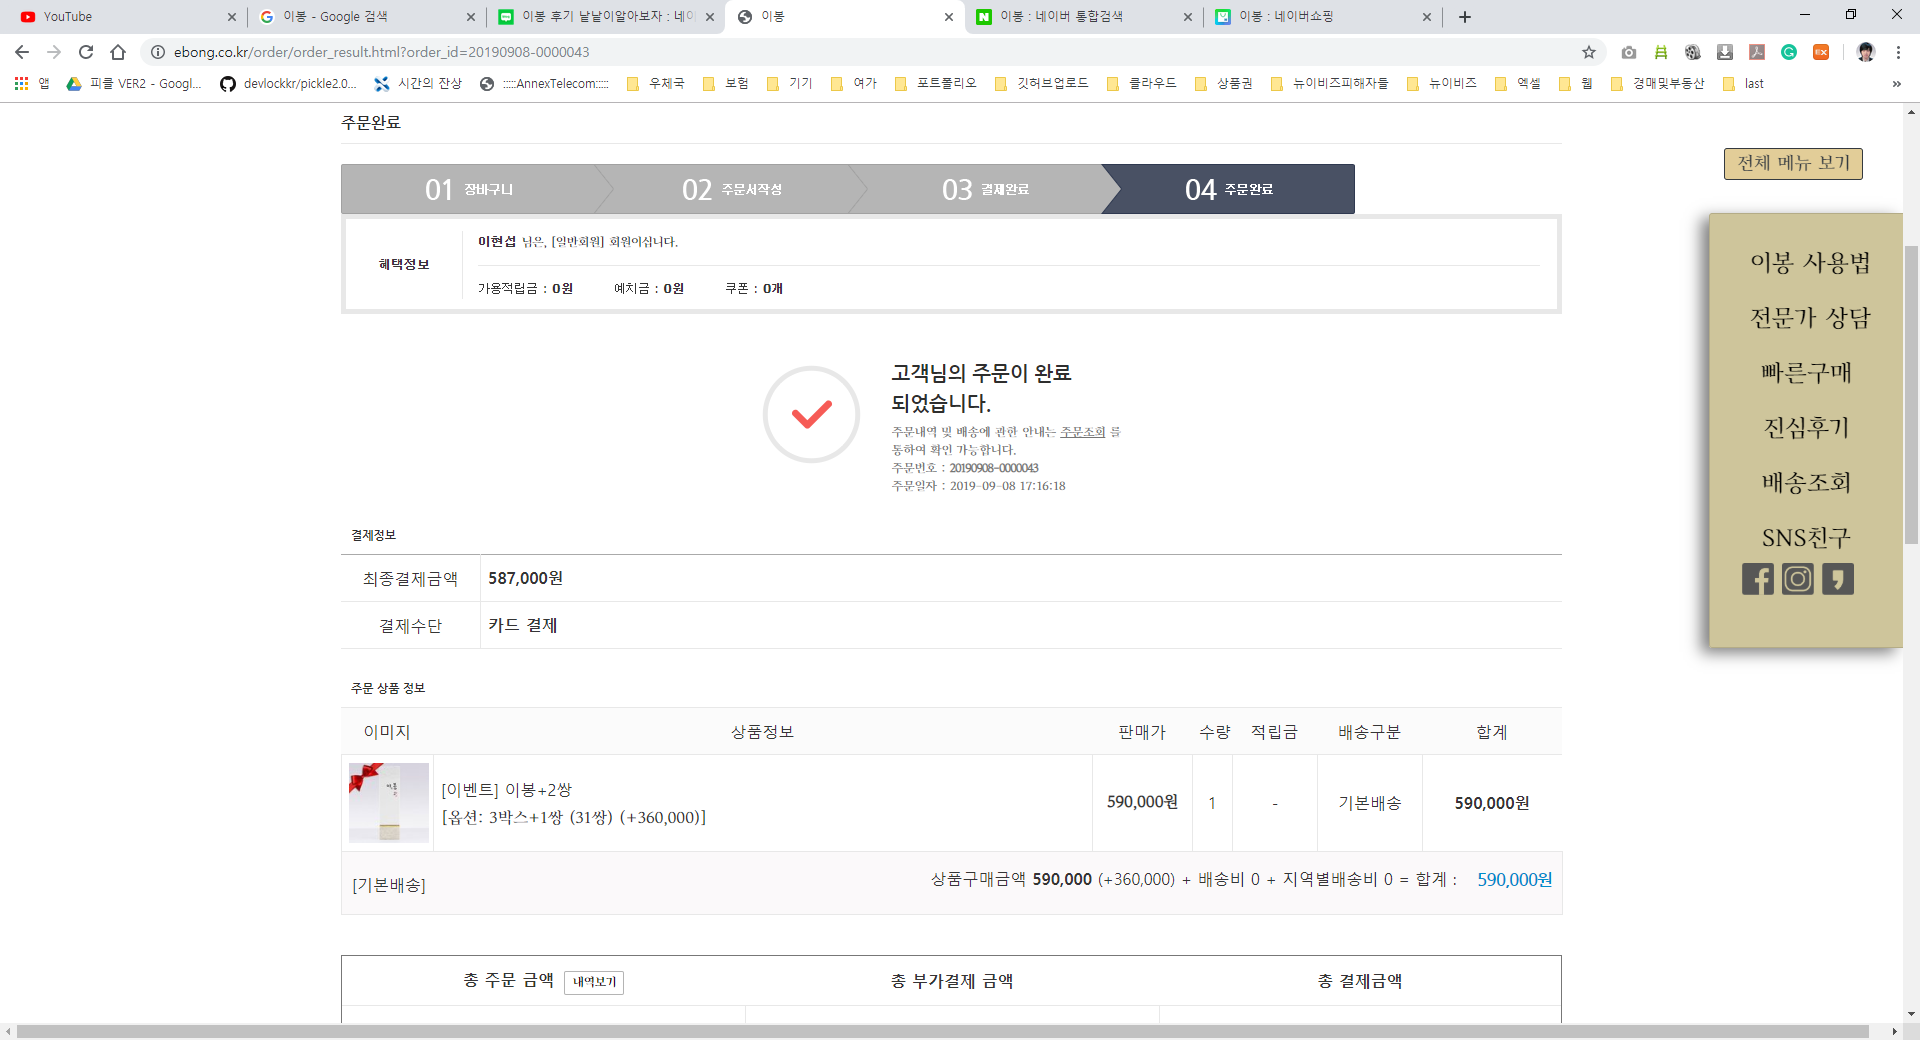 YouTube
이봉 - Google 검색
이봉 후기 낱낱이알아보자 : 네이
이봉
이봉 : 네이버 통합검색
이봉 : 네이버쇼핑
ebong.co.kr/order/order_result.html?order_id=20190908-0000043
앱
피클 VER2 - Googl...
devlockkr/pickle2.0...
시간의 잔상
:::::AnnexTelecom:::::
우체국
보험
기기
여가
포트폴리오
깃허브업로드
클라우드
상품권
뉴이비즈피해자들
뉴이비즈
엑셀
웹
경매및부동산
last
»
주문완료
전체 메뉴 보기
01 장바구니
02 주문서작성
03 결제완료
04 주문완료
혜택정보
이현섭 님은, [일반회원] 회원이십니다.
가용적립금 : 0원
예치금 : 0원
쿠폰 : 0개
이봉 사용법
전문가 상담
빠른구매
진심후기
배송조회
SNS친구
고객님의 주문이 완료
되었습니다.
주문내역 및 배송에 관한 안내는 주문조회 를
통하여 확인 가능합니다.
주문번호 : 20190908-0000043
주문일자 : 2019-09-08 17:16:18
결제정보
최종결제금액 587,000원
결제수단 카드 결제
주문 상품 정보
이미지 상품정보 판매가 수량 적립금 배송구분 합계
[이벤트] 이봉+2쌍
[옵션: 3박스+1쌍 (31쌍) (+360,000)]
590,000원 1 - 기본배송 590,000원
[기본배송]
상품구매금액 590,000 (+360,000) + 배송비 0 + 지역별배송비 0 = 합계 : 590,000원
총 주문 금액 내역보기
총 부가결제 금액
총 결제금액